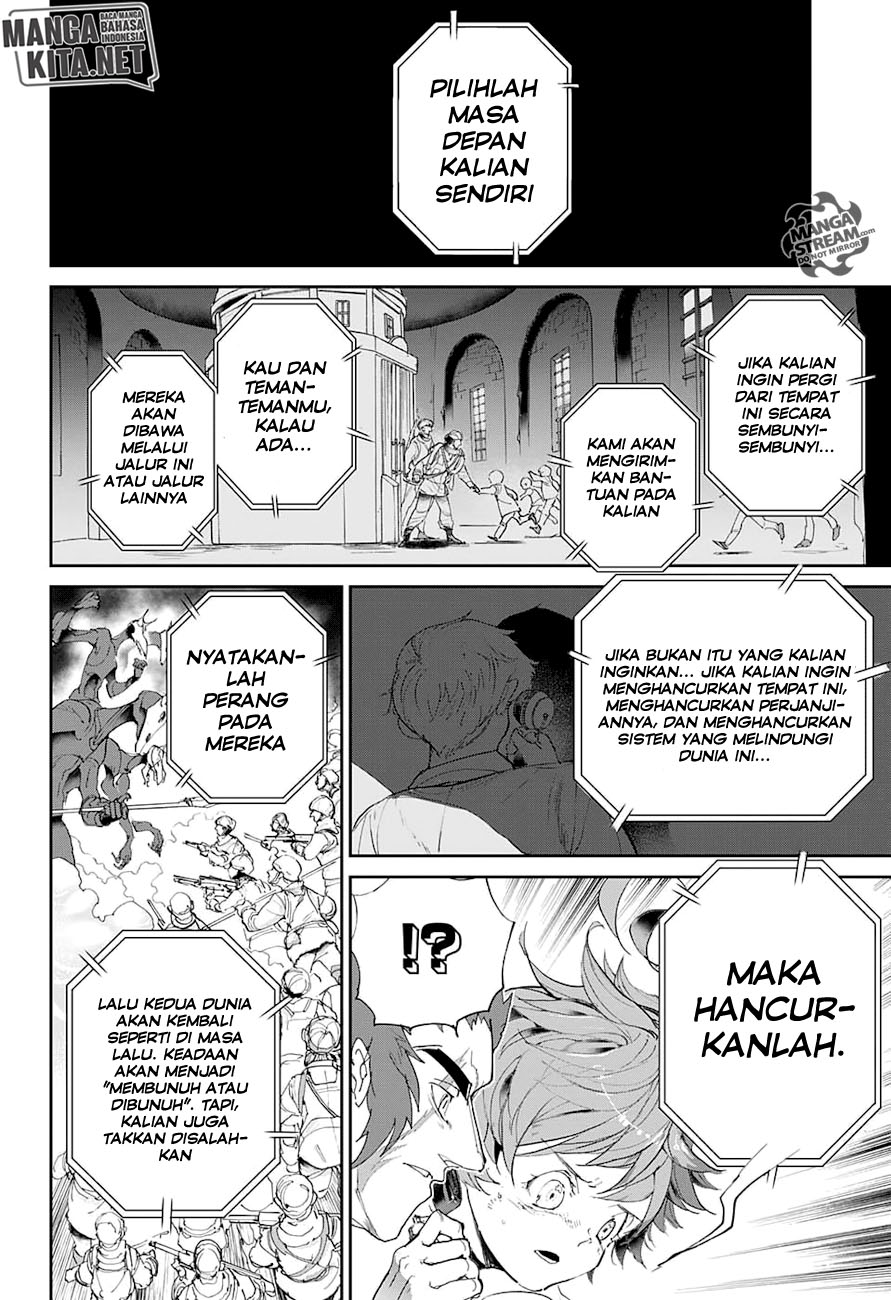 MANGA
KITA.NET
BACA MANGA
BAHASA
INDONESIA
PILIHLAH
MASA
DEPAN
KALIAN
SENDIRI
MANGA
STREAM.com
DO NOT MIRROR
JIKA KALIAN
INGIN PERGI
DARI TEMPAT
INI SECARA
SEMBUNYI-
SEMBUNYI...
KAMI AKAN
MENGIRIM-
KAN BAN-
TUAN PADA
KALIAN
KAU DAN
TEMAN-
TEMANMU,
KALAU
ADA...
MEREKA
AKAN
DIBAWA
MELALUI
JALUR INI
ATAU JALUR
LAINNYA
JIKA BUKAN ITU YANG KALIAN
INGINKAN... JIKA KALIAN INGIN
MENGHANCURKAN TEMPAT INI,
MENGHANCURKAN PERJANJI-
ANNYA, DAN MENGHANCURKAN
SISTEM YANG MELINDUNGI
DUNIA INI...
NYATAKAN-
LAH
PERANG
PADA
MEREKA
LALU KEDUA DUNIA
AKAN KEMBALI
SEPERTI DI MASA
LALU. KEADAAN
AKAN MENJADI
"MEMBUNUH ATAU
DIBUNUH". TAPI,
KALIAN JUGA
TAKKAN DISALAH-
KAN
MAKA
HANCUR-
KANLAH.
!?